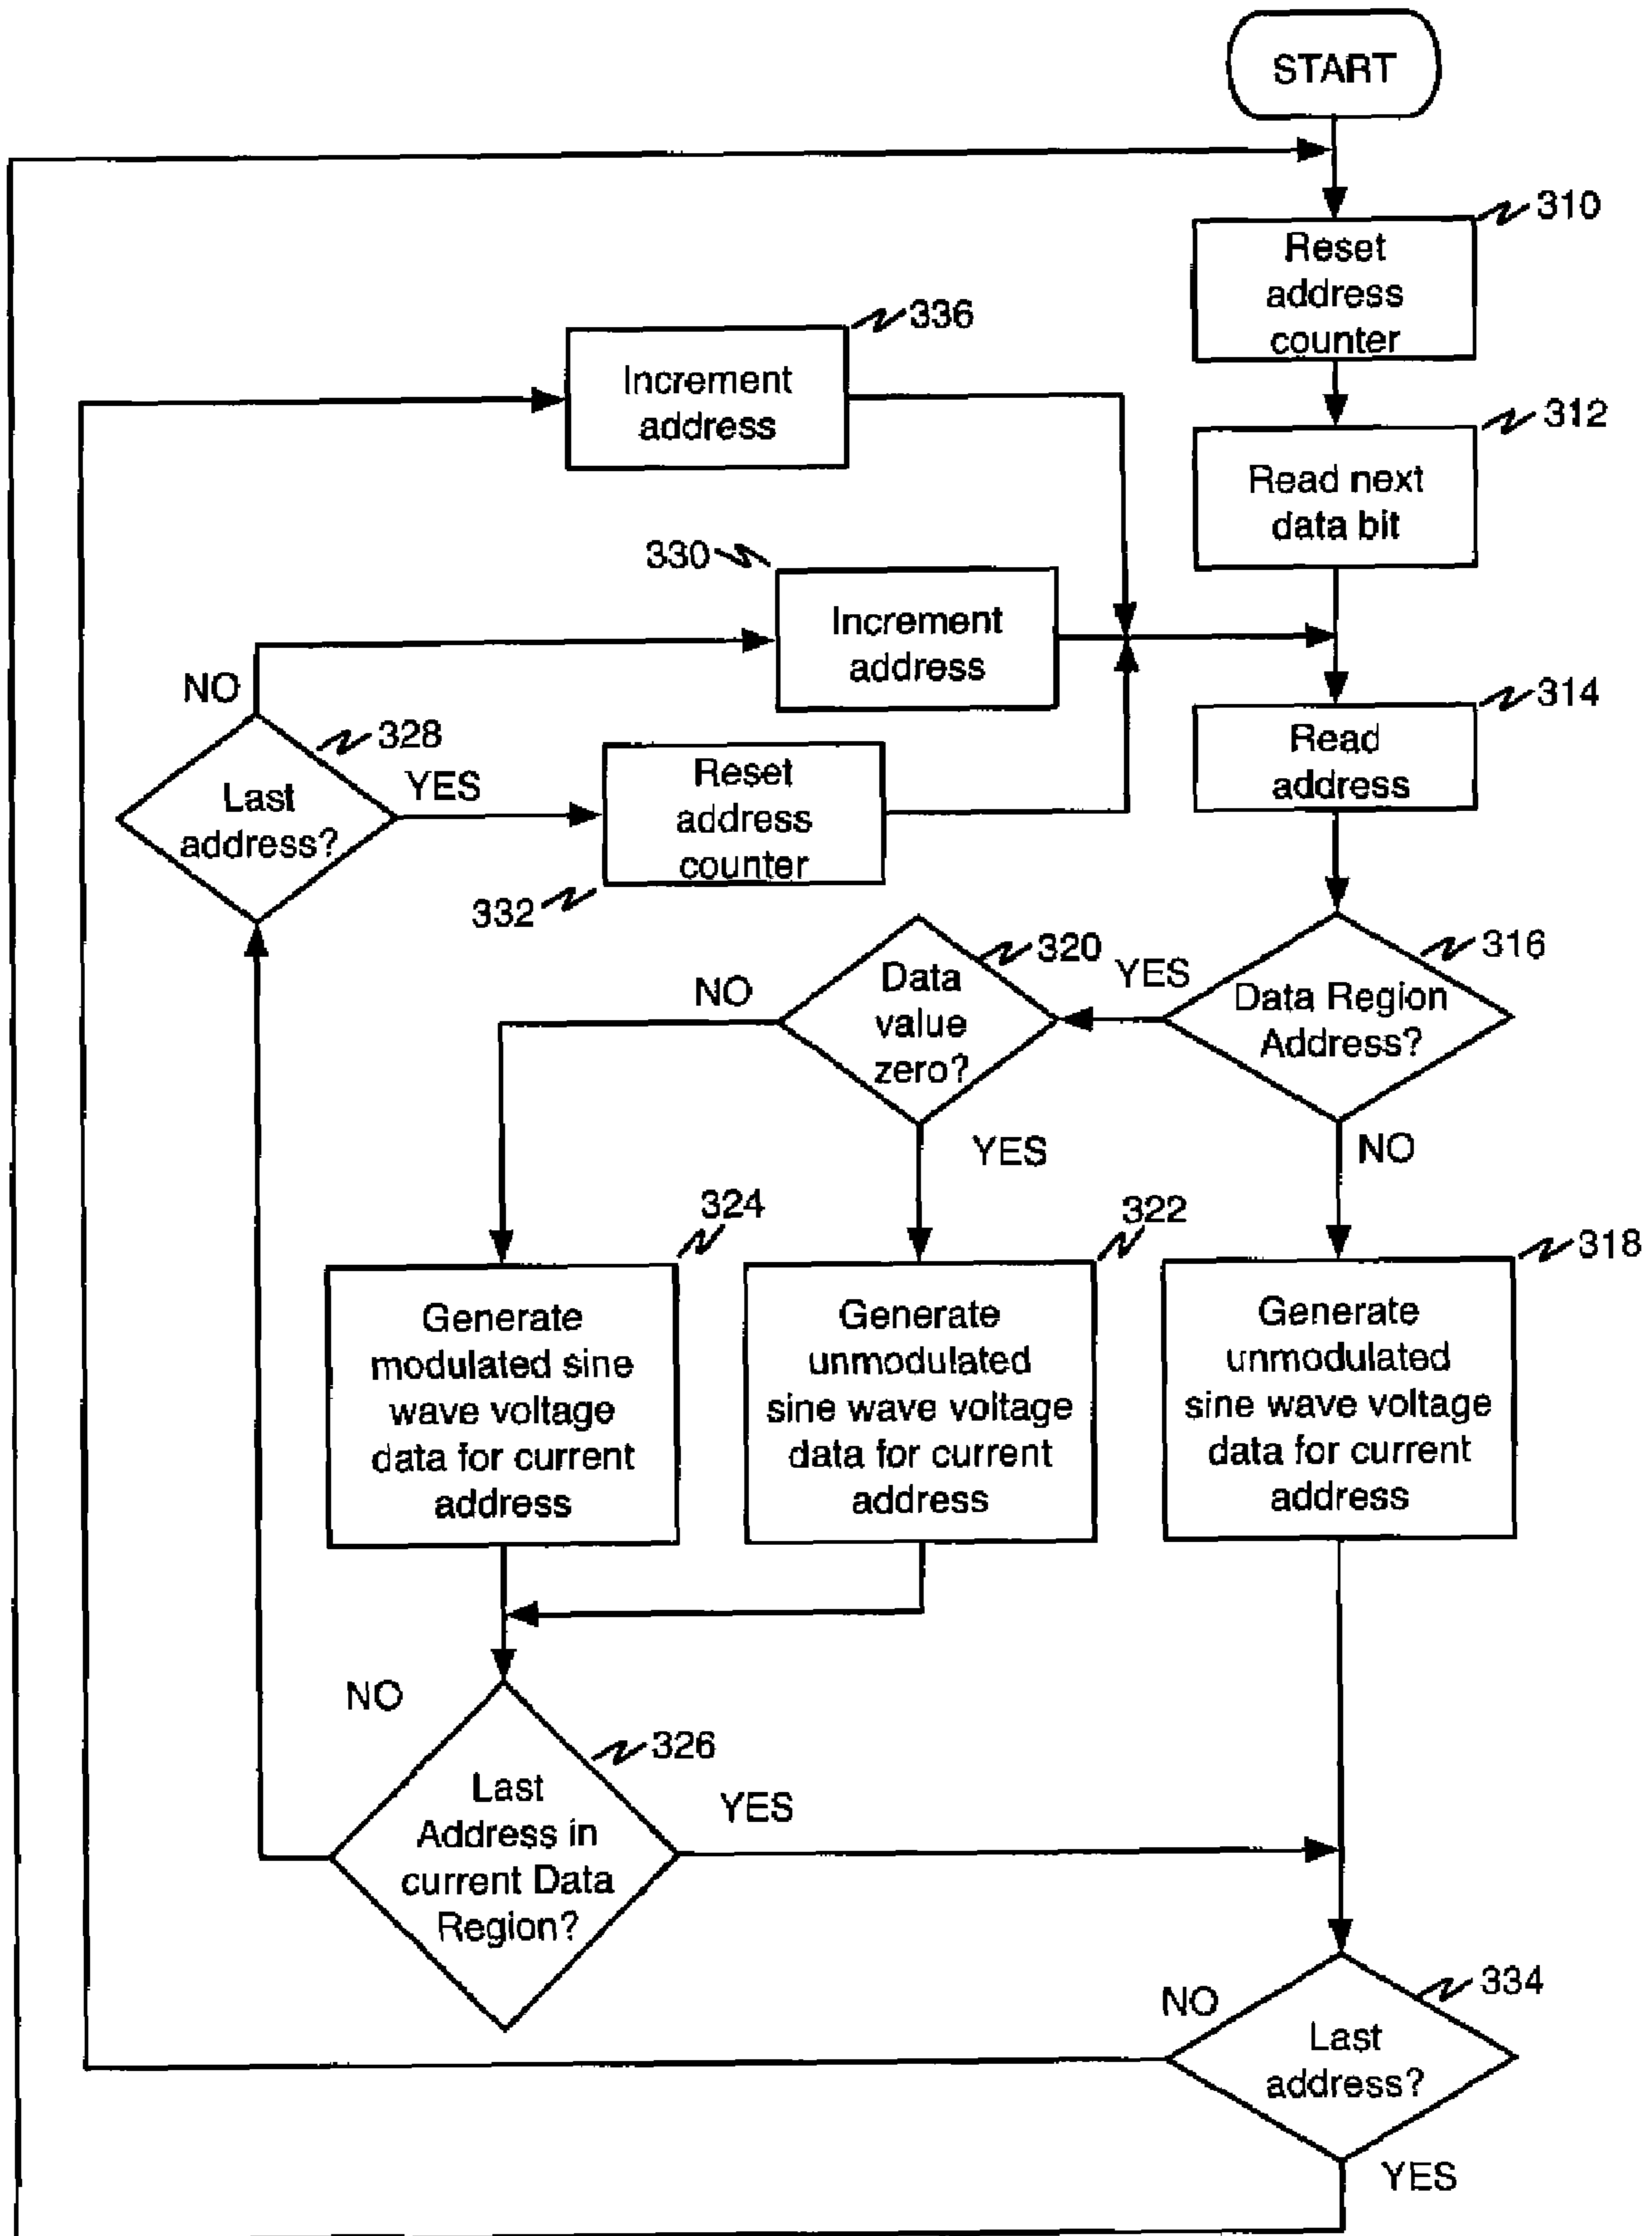 START
310
Reset
address
counter
336
Increment
address
312
Read next
data bit
330
Increment
address
NO
314
Read
address
328
Last
address?
YES
Reset
address
counter
332
316
Data Region
Address?
YES
320
Data
value
zero?
NO
YES
NO
324
Generate
modulated sine
wave voltage
data for current
address
322
Generate
unmodulated
sine wave voltage
data for current
address
318
Generate
unmodulated
sine wave voltage
data for current
address
NO
326
Last
Address in
current Data
Region?
YES
334
NO
Last
address?
YES